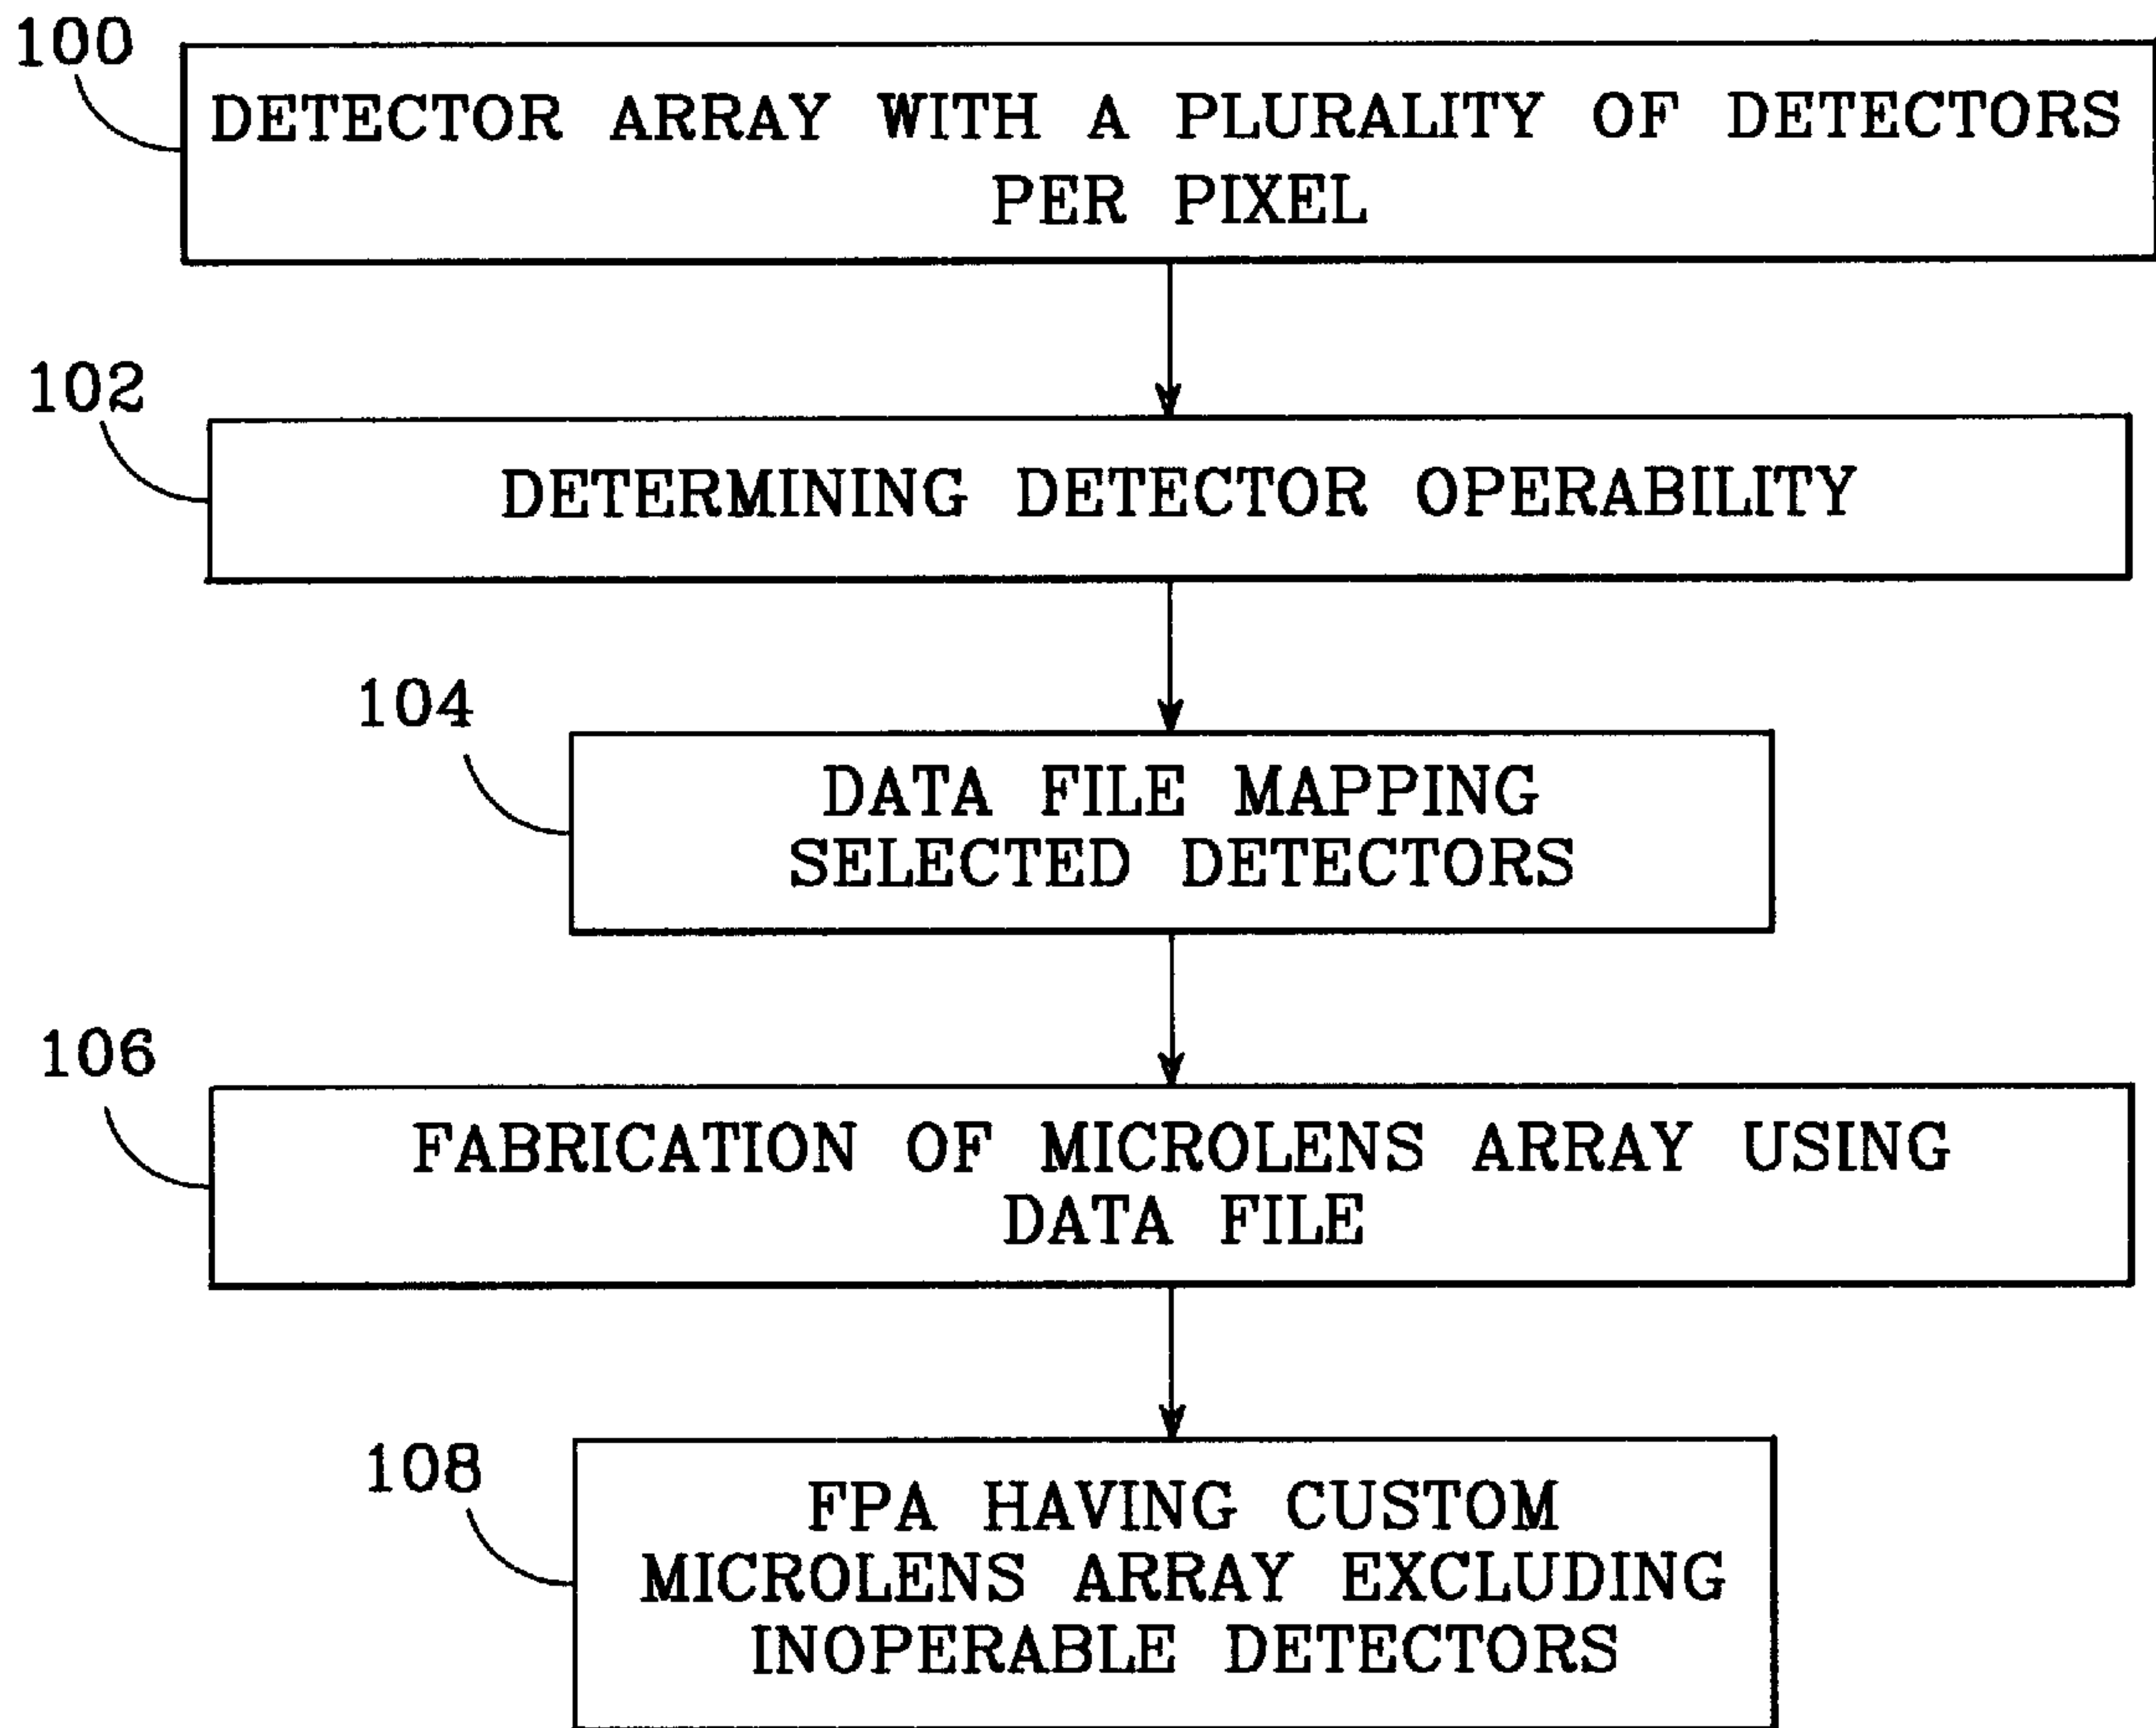 100
DETECTOR ARRAY WITH A PLURALITY OF DETECTORS
PER PIXEL
102
DETERMINING DETECTOR OPERABILITY
104
DATA FILE MAPPING
SELECTED DETECTORS
106
FABRICATION OF MICROLENS ARRAY USING
DATA FILE
108
FPA HAVING CUSTOM
MICROLENS ARRAY EXCLUDING
INOPERABLE DETECTORS